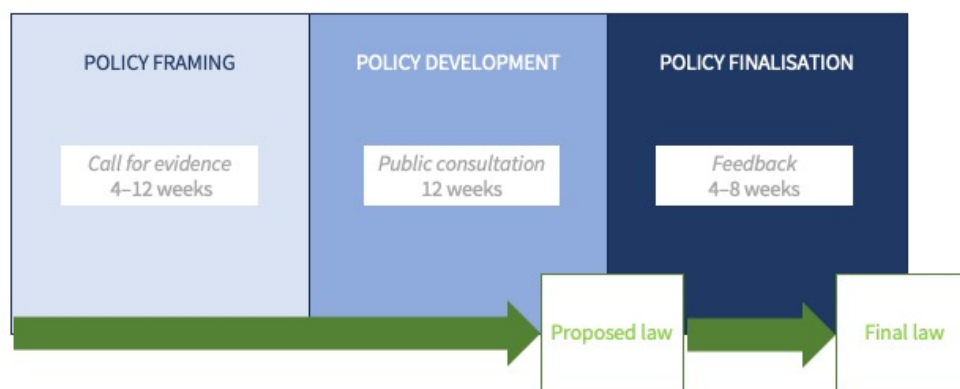 POLICY FRAMING
Call for evidence
4–12 weeks
POLICY DEVELOPMENT
Public consultation
12 weeks
POLICY FINALISATION
Feedback
4–8 weeks
Proposed law
Final law